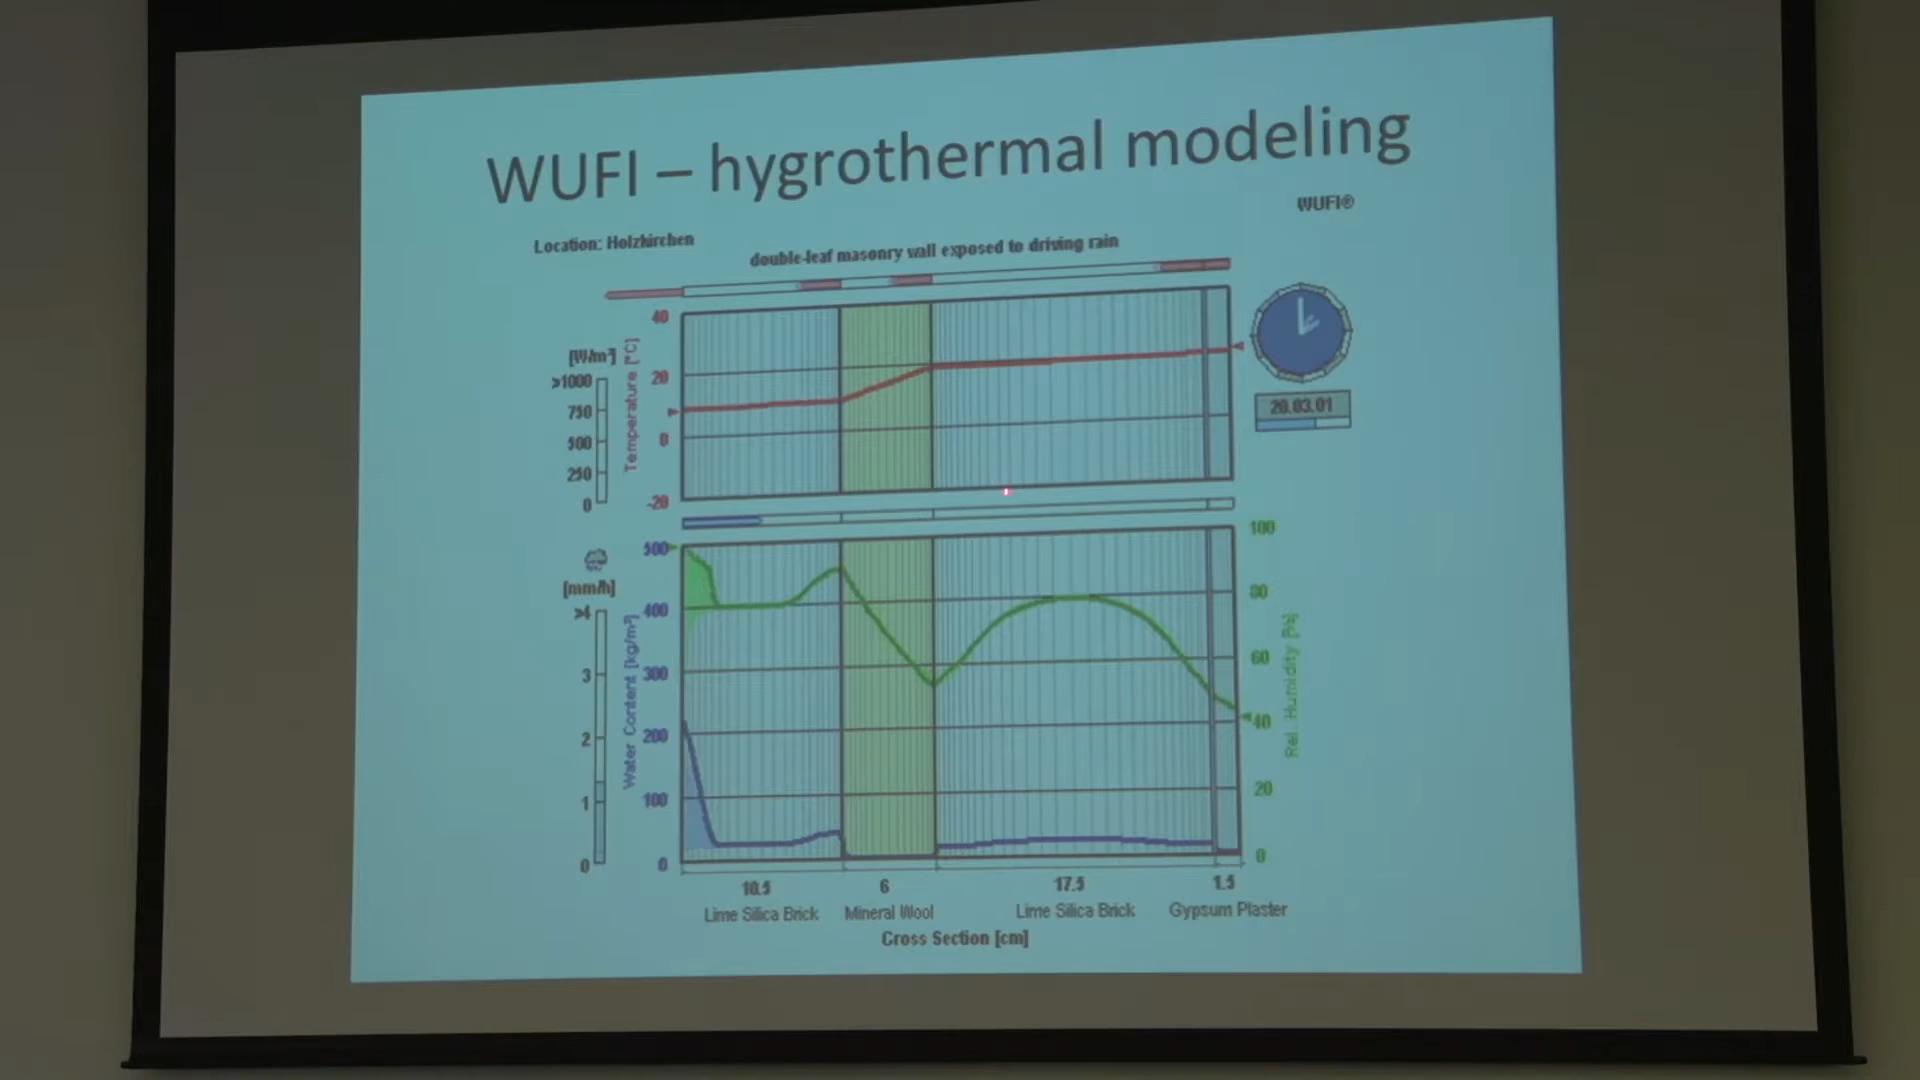 WUFI – hygrothermal modeling
WUFI®
Location: Holzkirchen
double-leaf masonry wall exposed to driving rain
[W/m²]
>1000
750
500
250
0
Temperature [°C]
40
20
0
-20
20.03.01
[mm/h]
>4
3
2
1
0
Water Content [kg/m³]
500
400
300
200
100
0
100
80
60
40
20
0
Rel. Humidity [%]
10.5 6 17.5 1.5
Lime Silica Brick Mineral Wool Lime Silica Brick Gypsum Plaster
Cross Section [cm]